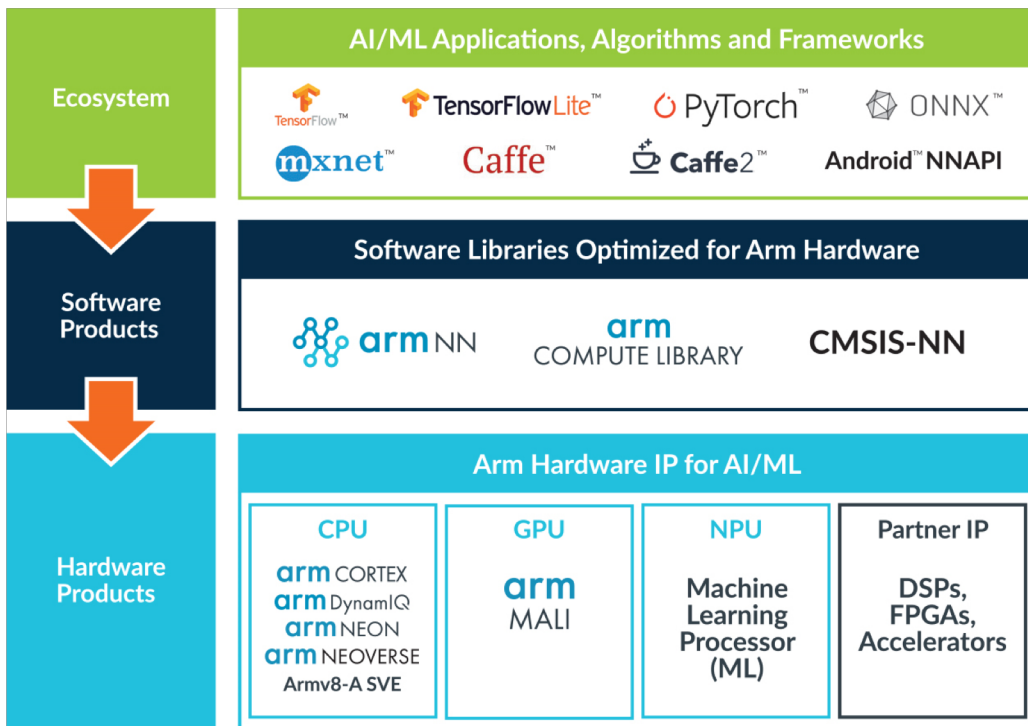 Ecosystem
AI/ML Applications, Algorithms and Frameworks
TensorFlow™
TensorFlow Lite™
PyTorch™
ONNX™
mxnet™
Caffe™
Caffe2™
Android™ NNAPI
Software
Products
Software Libraries Optimized for Arm Hardware
arm NN
arm
COMPUTE LIBRARY
CMSIS-NN
Hardware
Products
Arm Hardware IP for AI/ML
CPU
arm CORTEX
arm DynamIQ
arm NEON
arm NEOVERSE
Armv8-A SVE
GPU
arm
MALI
NPU
Machine
Learning
Processor
(ML)
Partner IP
DSPs,
FPGAs,
Accelerators